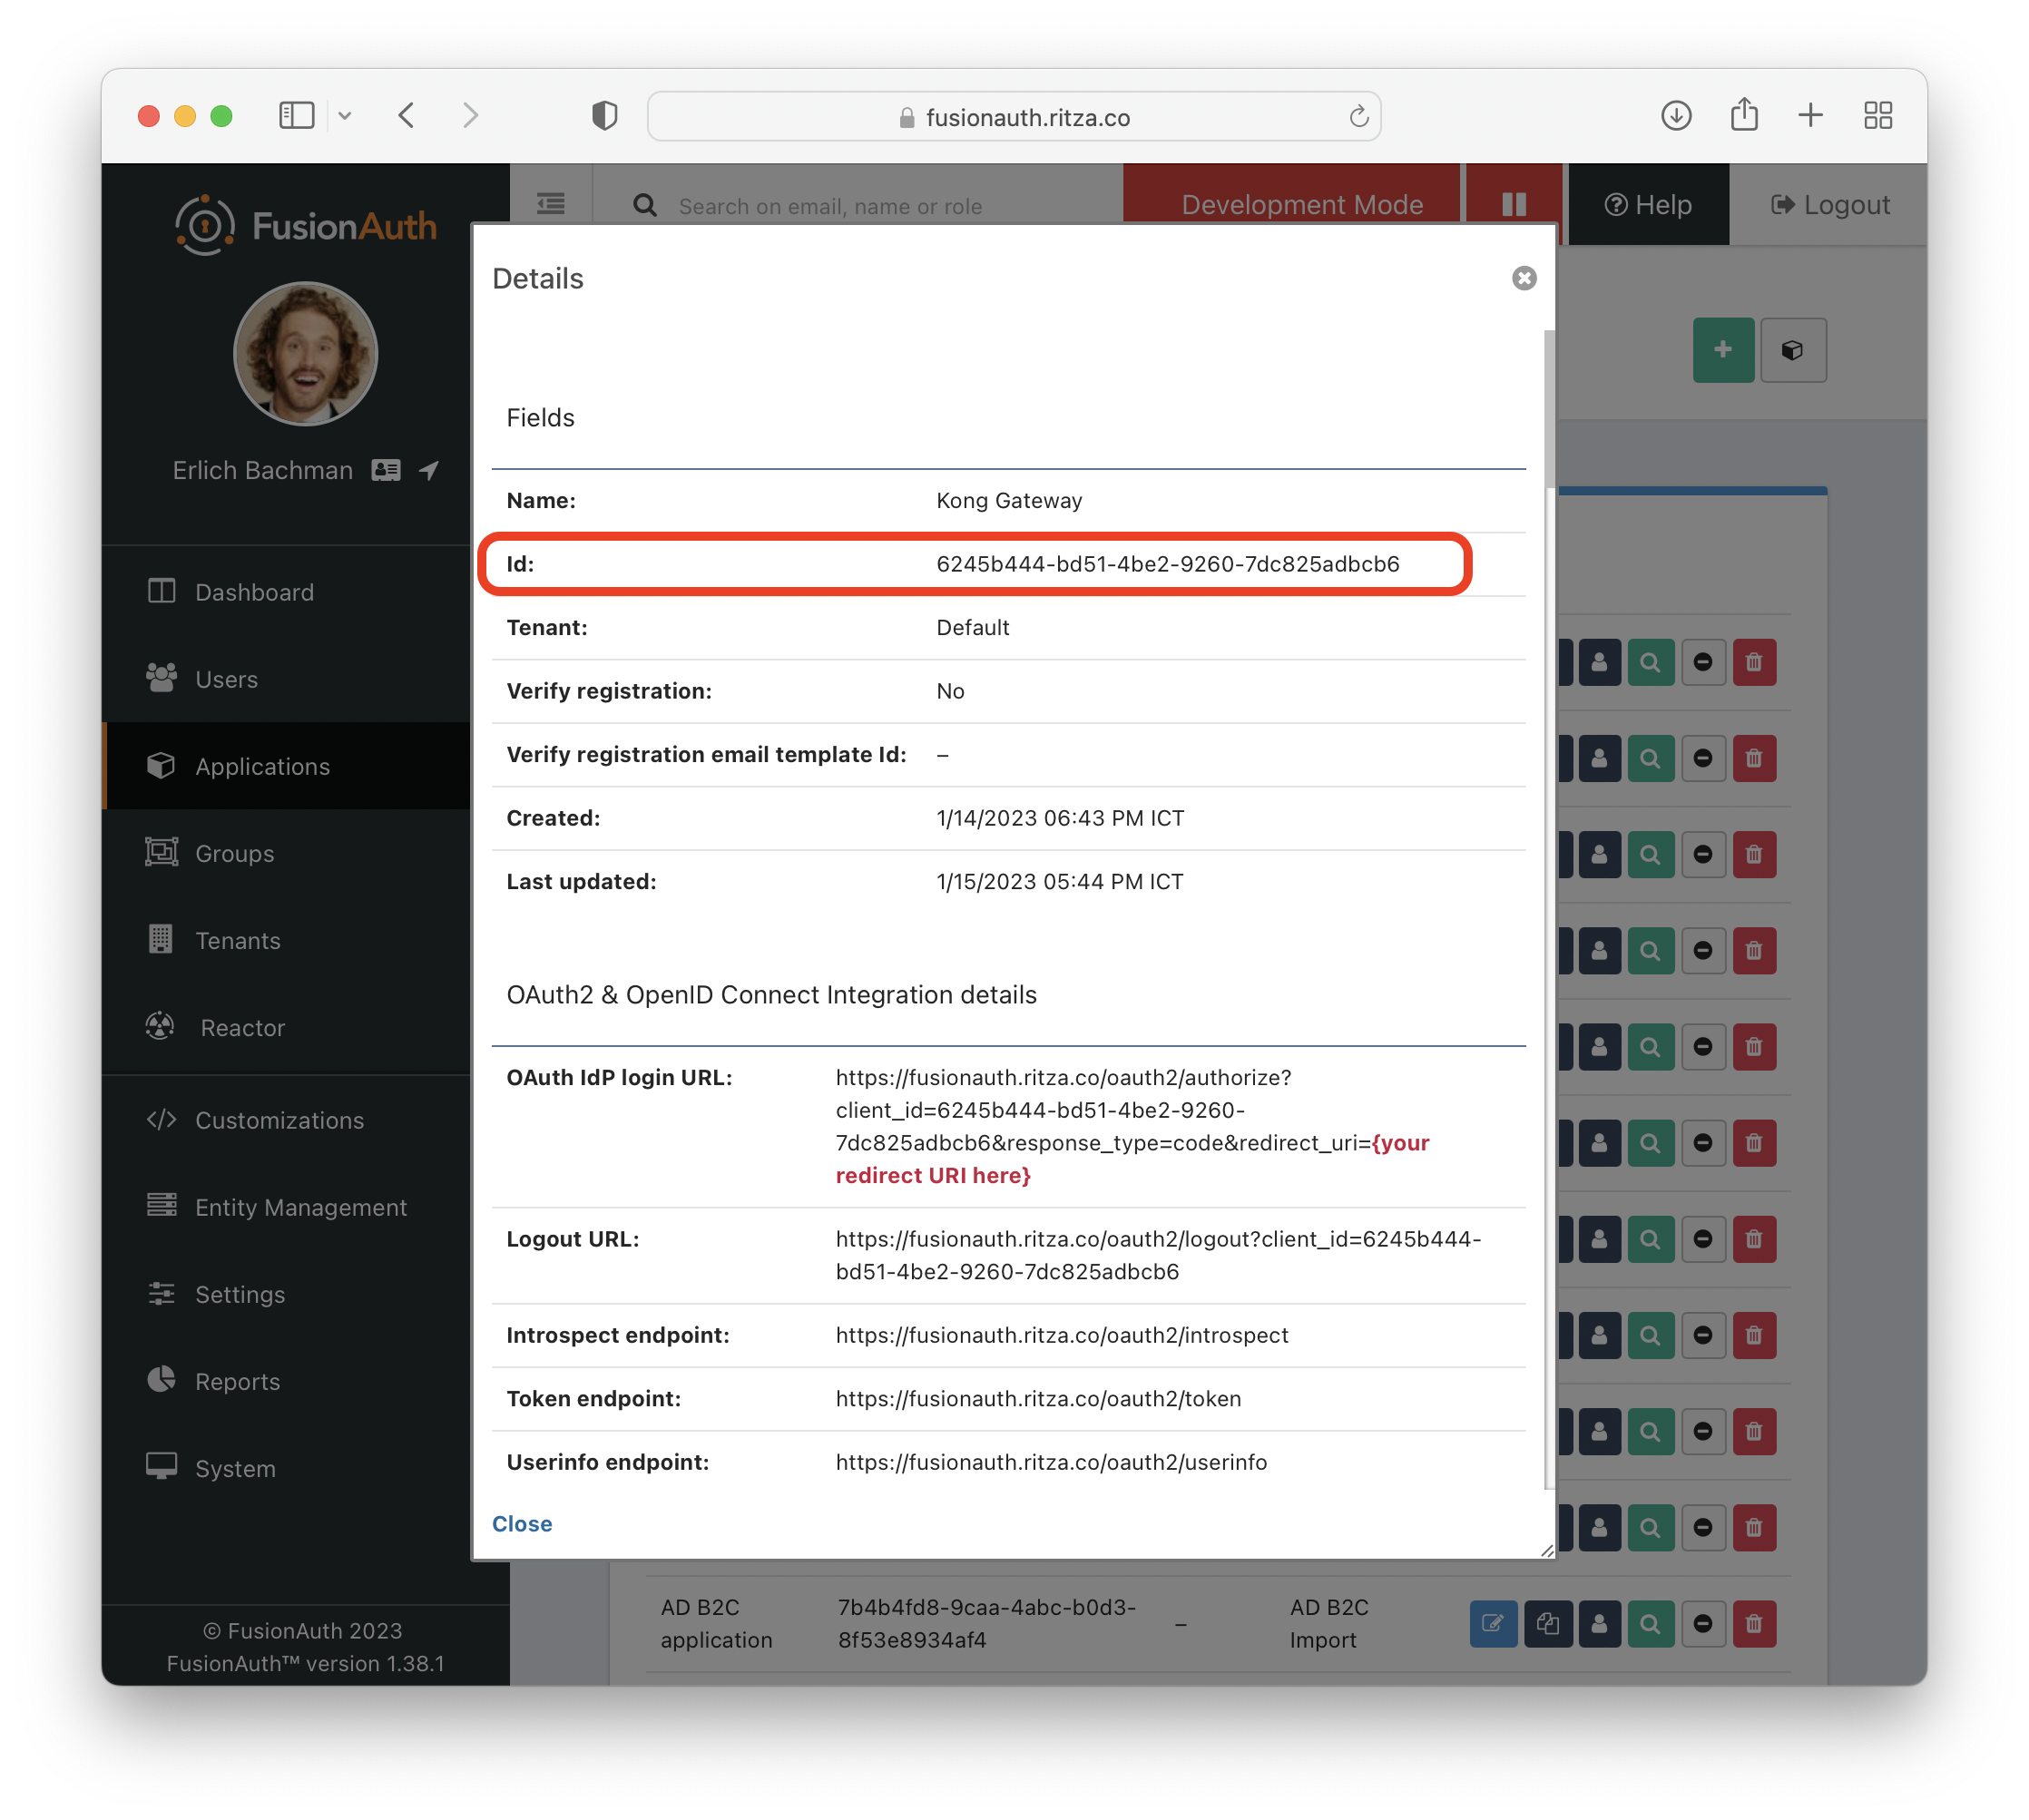 fusionauth.ritza.co
FusionAuth
Search on email, name or role
Development Mode
Help
Logout
Erlich Bachman
Dashboard
Users
Applications
Groups
Tenants
Reactor
Customizations
Entity Management
Settings
Reports
System
© FusionAuth 2023
FusionAuth™ version 1.38.1
Details
Fields
Name: Kong Gateway
Id: 6245b444-bd51-4be2-9260-7dc825adbcb6
Tenant: Default
Verify registration: No
Verify registration email template Id: –
Created: 1/14/2023 06:43 PM ICT
Last updated: 1/15/2023 05:44 PM ICT
OAuth2 & OpenID Connect Integration details
OAuth IdP login URL: https://fusionauth.ritza.co/oauth2/authorize?
client_id=6245b444-bd51-4be2-9260-
7dc825adbcb6&response_type=code&redirect_uri={your
redirect URI here}
Logout URL: https://fusionauth.ritza.co/oauth2/logout?client_id=6245b444-
bd51-4be2-9260-7dc825adbcb6
Introspect endpoint: https://fusionauth.ritza.co/oauth2/introspect
Token endpoint: https://fusionauth.ritza.co/oauth2/token
Userinfo endpoint: https://fusionauth.ritza.co/oauth2/userinfo
Close
AD B2C 7b4b4fd8-9caa-4abc-b0d3- – AD B2C
application 8f53e8934af4 Import